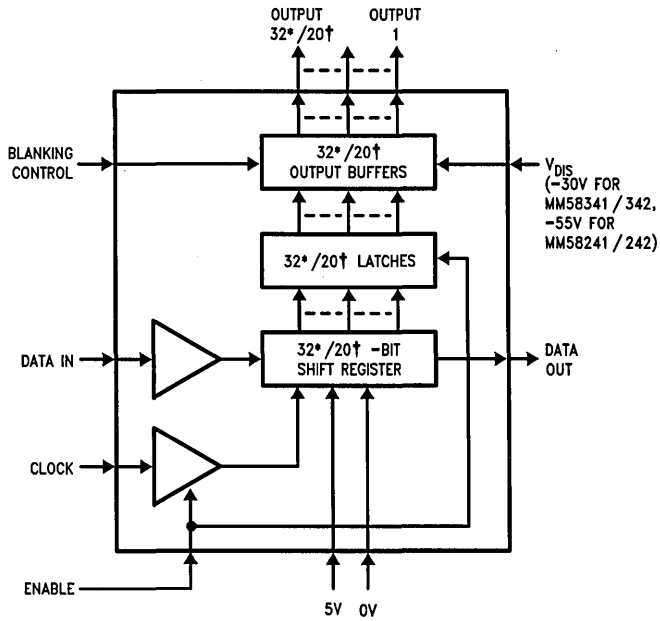 OUTPUT
32*/20†
OUTPUT
1
BLANKING
CONTROL
32*/20†
OUTPUT BUFFERS
VDIS
(-30V FOR
MM58341/342,
-55V FOR
MM58241/242)
32*/20† LATCHES
DATA IN
32*/20† -BIT
SHIFT REGISTER
DATA
OUT
CLOCK
ENABLE
5V
0V